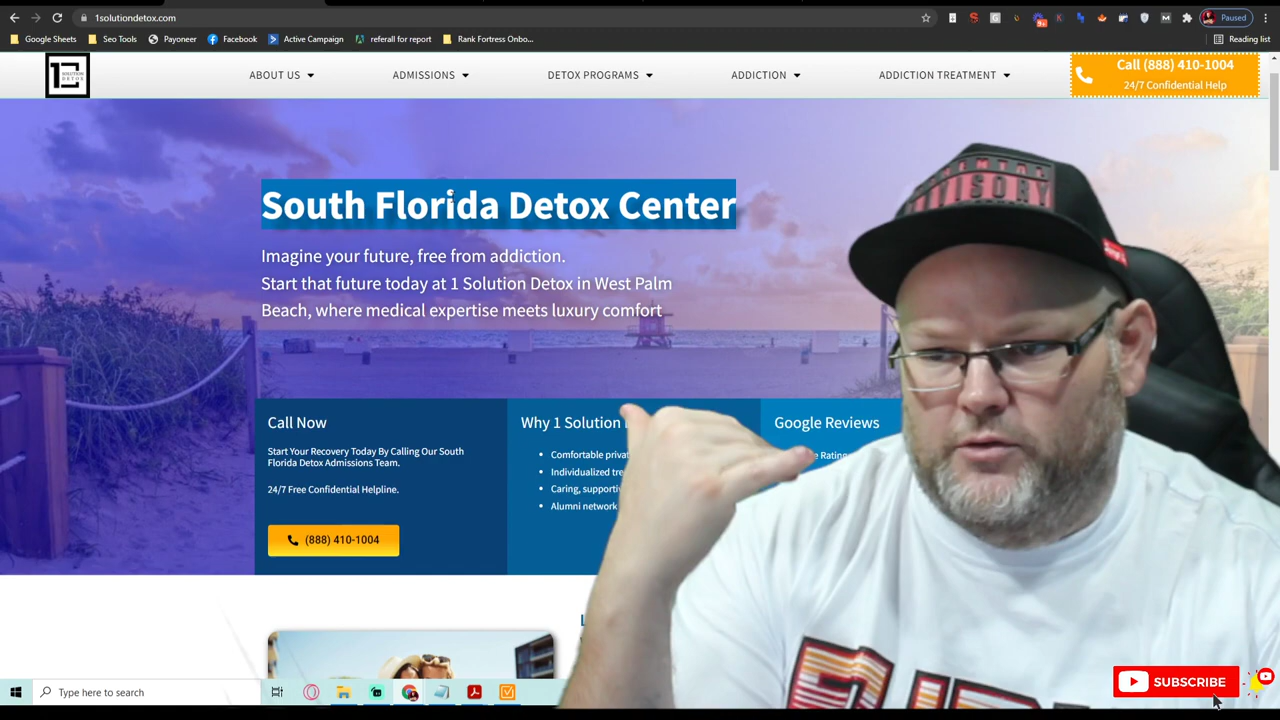 1solutiondetox.com
Paused
Google Sheets
Seo Tools
Payoneer
Facebook
Active Campaign
referall for report
Rank Fortress Onbo...
Reading list
SOLUTION
DETOX
ABOUT US
ADMISSIONS
DETOX PROGRAMS
ADDICTION
ADDICTION TREATMENT
Call (888) 410-1004
24/7 Confidential Help
South Florida Detox Center
Imagine your future, free from addiction.
Start that future today at 1 Solution Detox in West Palm
Beach, where medical expertise meets luxury comfort
Call Now
Start Your Recovery Today By Calling Our South
Florida Detox Admissions Team.
24/7 Free Confidential Helpline.
(888) 410-1004
Why 1 Solution
Comfortable
Individualized
Caring,
Alumni network
Google Reviews
Rating
ADVISORY
Type here to search
SUBSCRIBE